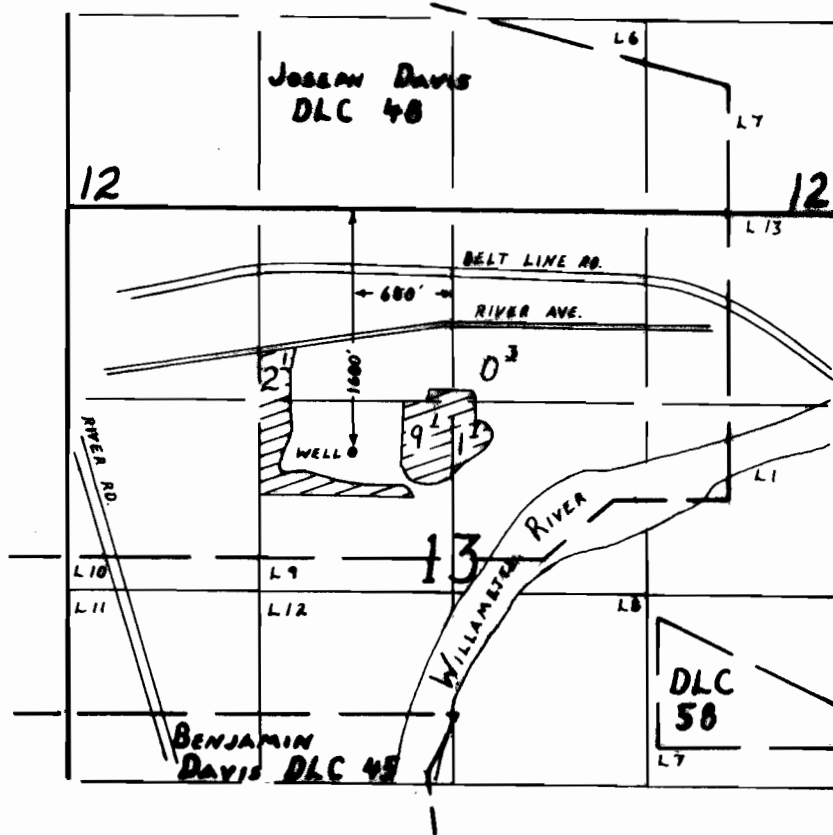 L6
JOSEPH DAVIS
DLC 48
L7
12
12
L13
BELT LINE RD.
650'
RIVER AVE.
1600'
2
0
RIVER RD.
WELL
9
1
L1
WILLAMETTE RIVER
13
L10
L9
L11
L12
L8
DLC
58
BENJAMIN
DAVIS DLC 45
L7